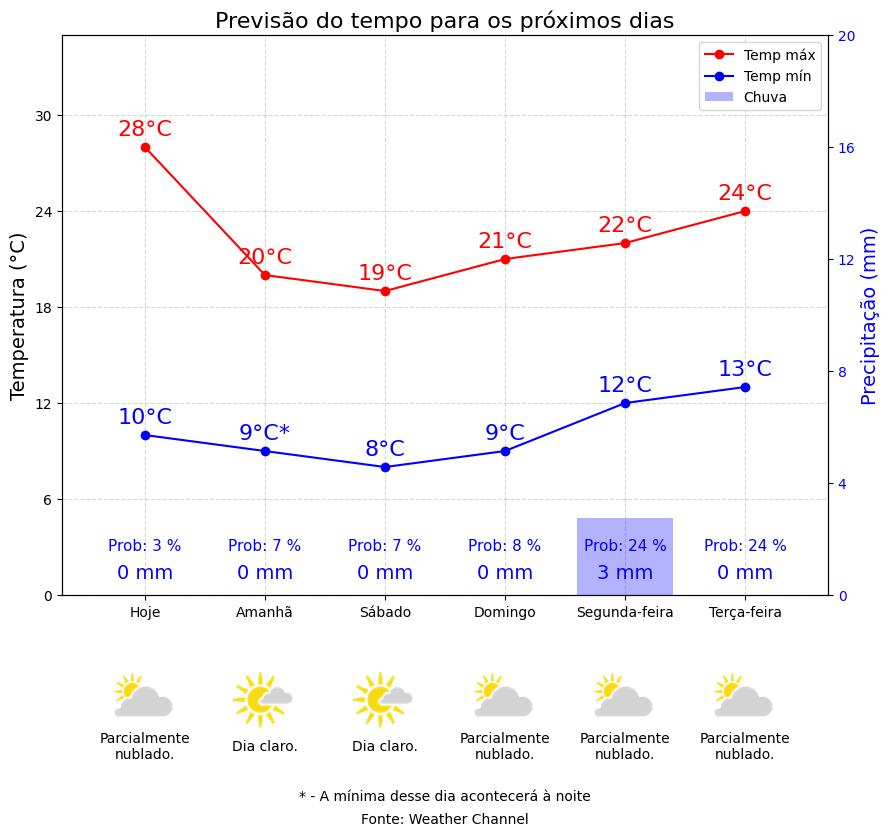 Previsão do tempo para os próximos dias
Temp máx
Temp mín
Chuva
Temperatura (°C)
30
24
18
12
6
0
Precipitação (mm)
20
16
12
8
4
0
28°C
20°C
19°C
21°C
22°C
24°C
10°C
9°C*
8°C
9°C
12°C
13°C
Prob: 3 %
Prob: 7 %
Prob: 7 %
Prob: 8 %
Prob: 24 %
Prob: 24 %
0 mm
0 mm
0 mm
0 mm
3 mm
0 mm
Hoje
Amanhã
Sábado
Domingo
Segunda-feira
Terça-feira
Parcialmente
nublado.
Dia claro.
Dia claro.
Parcialmente
nublado.
Parcialmente
nublado.
Parcialmente
nublado.
* - A mínima desse dia acontecerá à noite
Fonte: Weather Channel